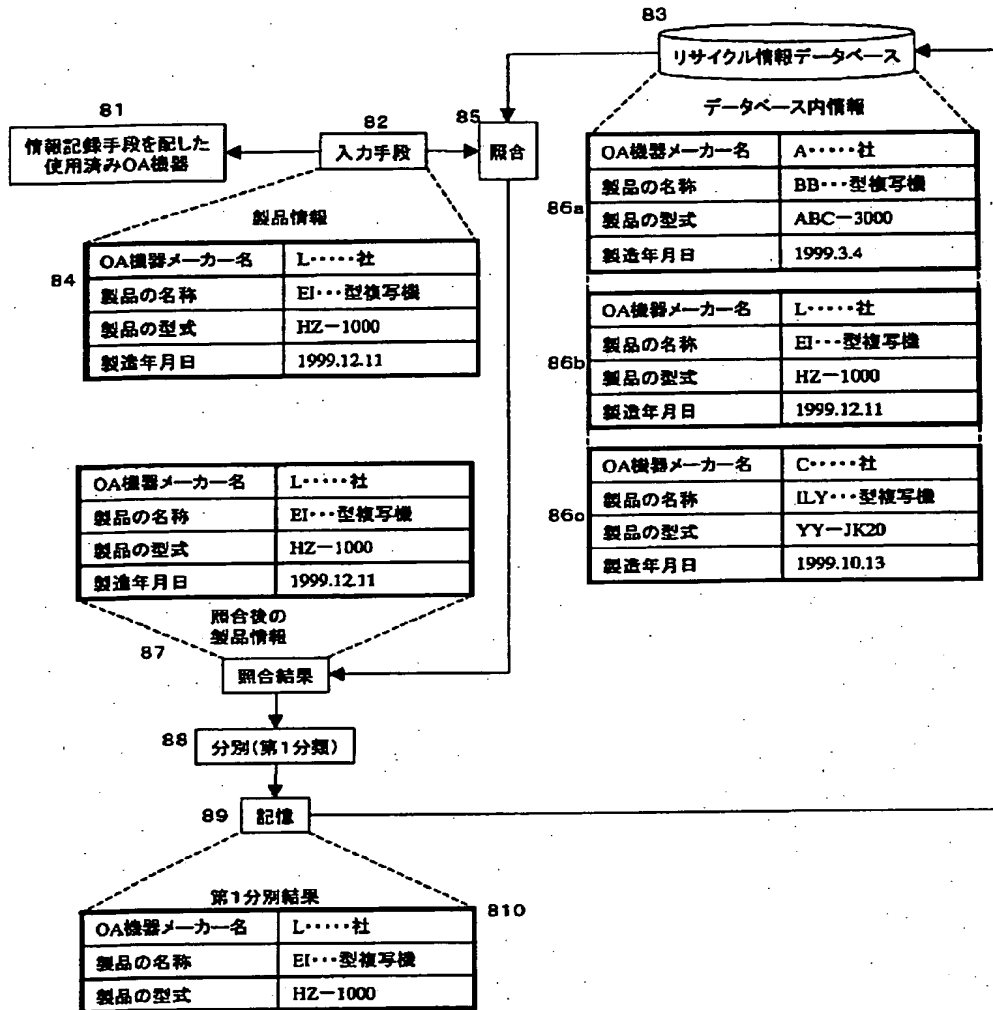 83
リサイクル情報データベース
データベース内情報
81
情報記録手段を配した
使用済みOA機器
82
入力手段
85
照合
製品情報
84
OA機器メーカー名 L・・・・・社
製品の名称 EI・・・型複写機
製品の型式 HZ－1000
製造年月日 1999.12.11
86a
OA機器メーカー名 A・・・・・社
製品の名称 BB・・・型複写機
製品の型式 ABC－3000
製造年月日 1999.3.4
86b
OA機器メーカー名 L・・・・・社
製品の名称 EI・・・型複写機
製品の型式 HZ－1000
製造年月日 1999.12.11
86c
OA機器メーカー名 C・・・・・社
製品の名称 ILY・・・型複写機
製品の型式 YY－JK20
製造年月日 1999.10.13
OA機器メーカー名 L・・・・・社
製品の名称 EI・・・型複写機
製品の型式 HZ－1000
製造年月日 1999.12.11
照合後の
製品情報
87
照合結果
88
分別(第1分類)
89
記憶
第1分別結果
810
OA機器メーカー名 L・・・・・社
製品の名称 EI・・・型複写機
製品の型式 HZ－1000